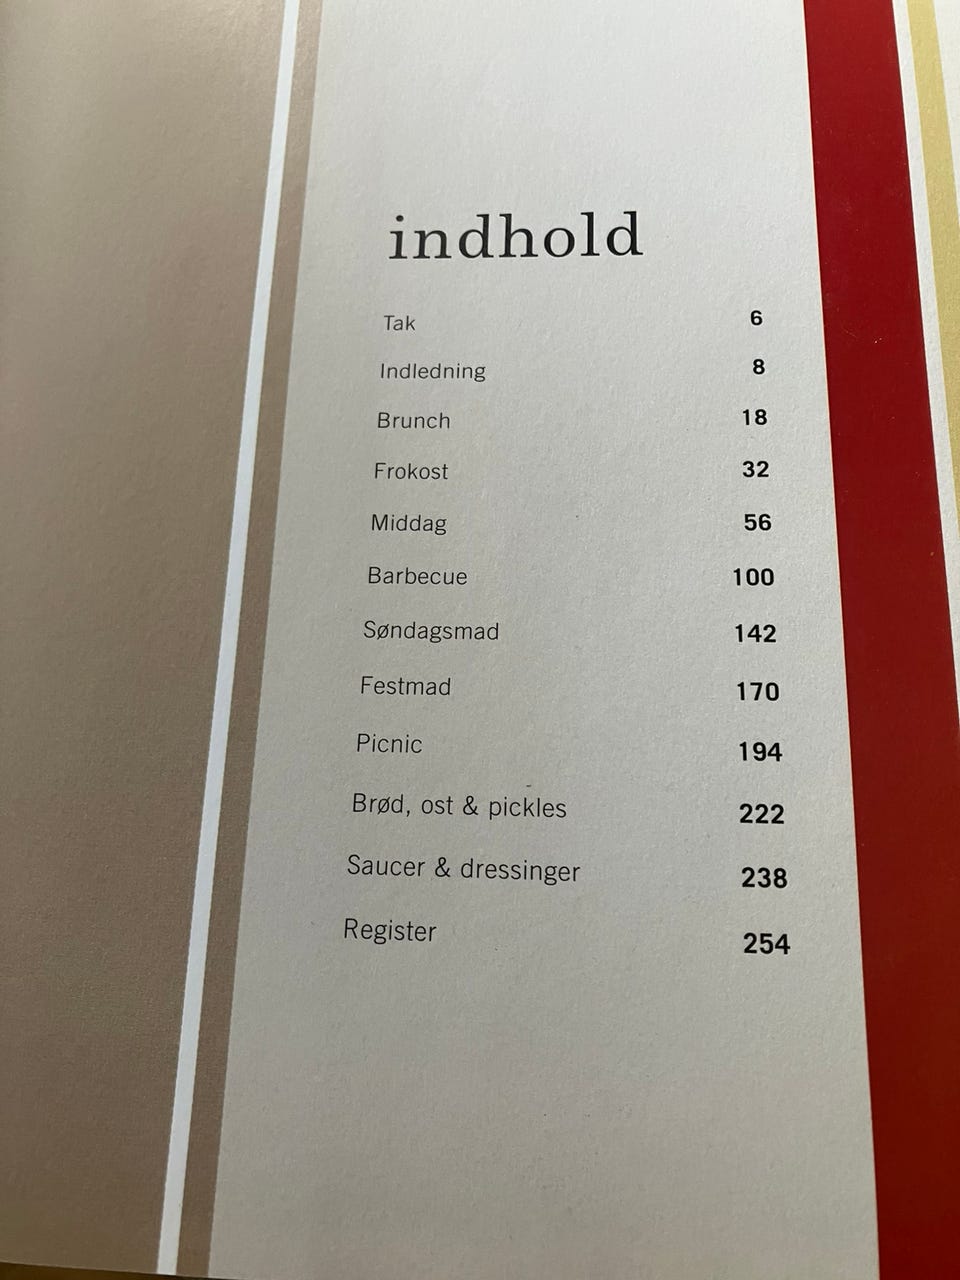 indhold
Tak 6
Indledning 8
Brunch 18
Frokost 32
Middag 56
Barbecue 100
Søndagsmad 142
Festmad 170
Picnic 194
Brød, ost & pickles 222
Saucer & dressinger 238
Register 254